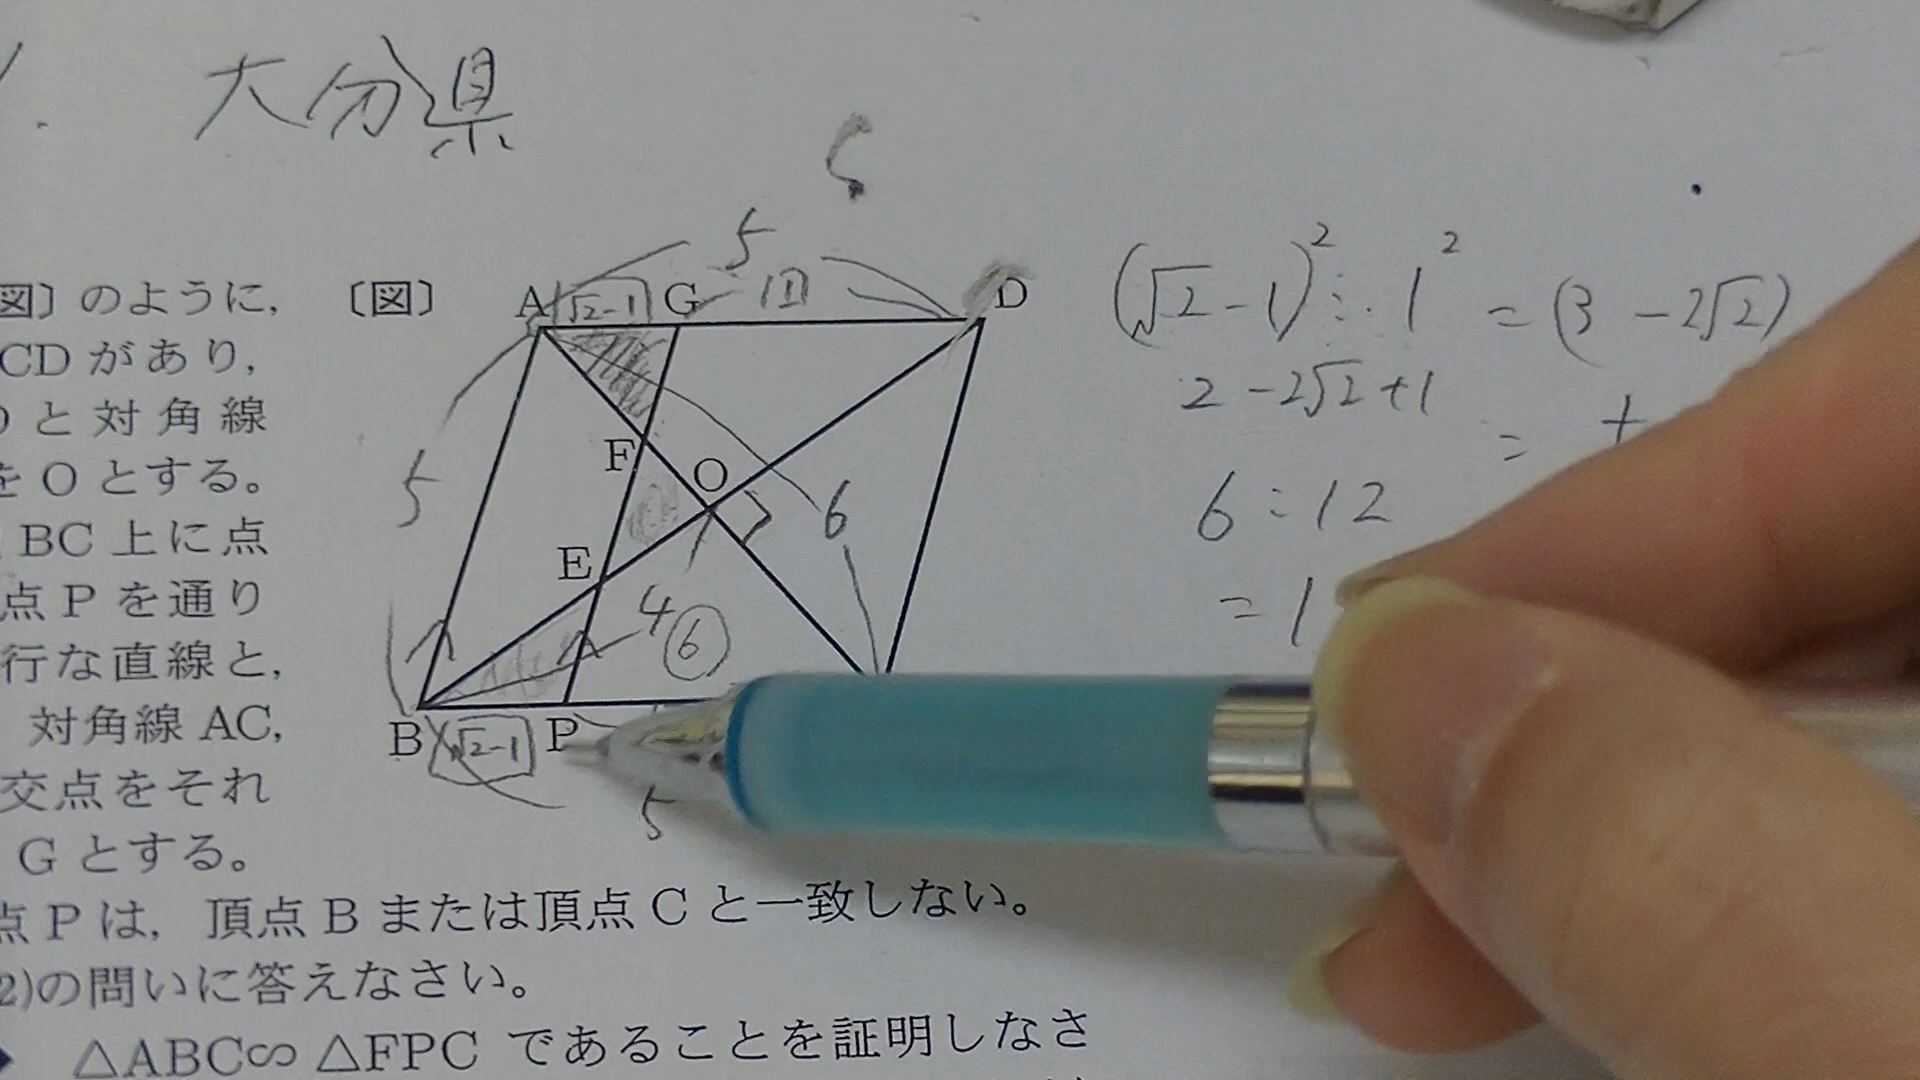 大分県
図〕のように,
〔図〕
CD があり,
と対角線
を O とする。
BC 上に点
点 P を通り
行な直線と,
対角線 AC,
交点をそれ
G とする。
点 P は, 頂点 B または頂点 C と一致しない。
2)の問いに答えなさい。
△ABC∽△FPC であることを証明しなさ
5
A √2-1 G 1 D
F
O
5
6
E
4 ⑥
B √2-1 P
5
(√2-1)² : 1² = (3-2√2)
2-2√2+1
=
6:12
= 1